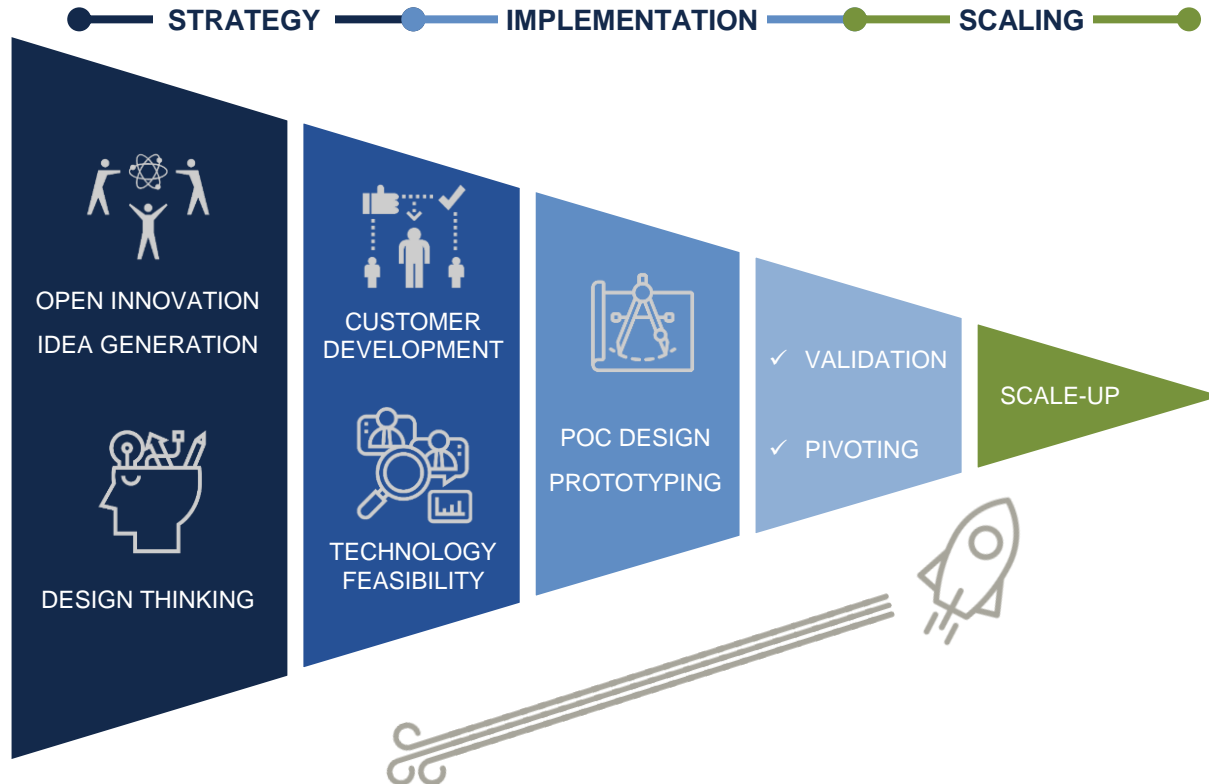 STRATEGY IMPLEMENTATION SCALING
OPEN INNOVATION
IDEA GENERATION
DESIGN THINKING
CUSTOMER
DEVELOPMENT
TECHNOLOGY
FEASIBILITY
POC DESIGN
PROTOTYPING
✓ VALIDATION
✓ PIVOTING
SCALE-UP